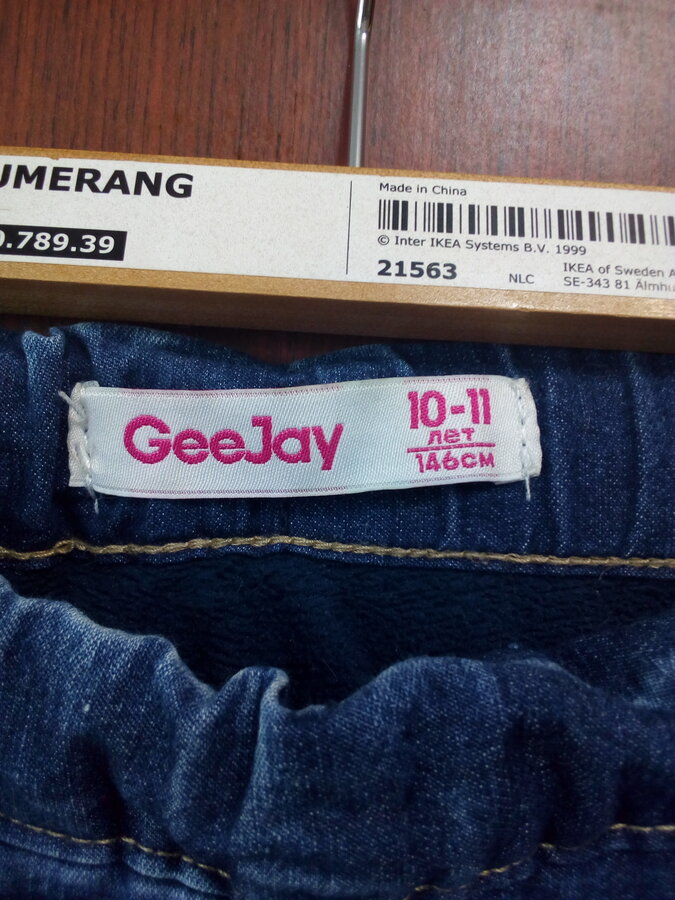 UMERANG
0.789.39
Made in China
© Inter IKEA Systems B.V. 1999
21563
NLC
IKEA of Sweden A
SE-343 81 Älmhu
GeeJay
10-11
лет
146см